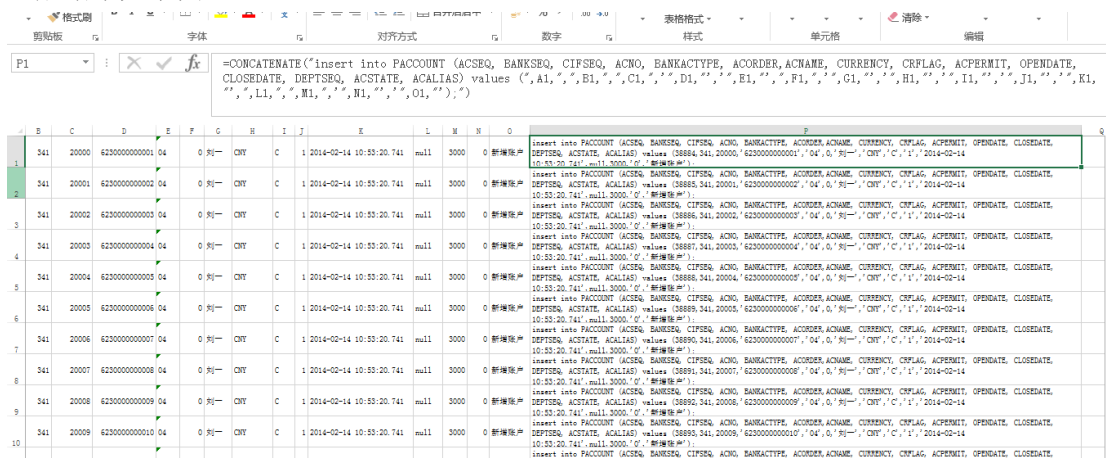 格式刷
合并后居中
表格格式
清除
剪贴板 字体 对齐方式 数字 样式 单元格 编辑
P1 fx =CONCATENATE("insert into PACCOUNT (ACSEQ, BANKSEQ, CIFSEQ, ACNO, BANKACTYPE, ACORDER,ACNAME, CURRENCY, CRFLAG, ACPERMIT, OPENDATE,
CLOSEDATE, DEPTSEQ, ACSTATE, ACALIAS) values (",A1,",",B1,",",C1,",'",D1,"','",E1,"',",F1,",'",G1,"','",H1,"','",I1,"','",J1,"','",K1,
"',",L1,",",M1,",'",N1,"','",O1,"');")
B C D E F G H I J K L M N O P Q
341 20000 6230000000001 04 0 刘一 CNY C 1 2014-02-14 10:53:20.741 null 3000 0 新增账户
insert into PACCOUNT (ACSEQ, BANKSEQ, CIFSEQ, ACNO, BANKACTYPE, ACORDER,ACNAME, CURRENCY, CRFLAG, ACPERMIT, OPENDATE, CLOSEDATE,
DEPTSEQ, ACSTATE, ACALIAS) values (38884,341,20000,'6230000000001','04',0,'刘一','CNY','C','1','2014-02-14
1 10:53:20.741',null,3000,'0','新增账户');
341 20001 6230000000002 04 0 刘一 CNY C 1 2014-02-14 10:53:20.741 null 3000 0 新增账户
insert into PACCOUNT (ACSEQ, BANKSEQ, CIFSEQ, ACNO, BANKACTYPE, ACORDER,ACNAME, CURRENCY, CRFLAG, ACPERMIT, OPENDATE, CLOSEDATE,
DEPTSEQ, ACSTATE, ACALIAS) values (38885,341,20001,'6230000000002','04',0,'刘一','CNY','C','1','2014-02-14
2 10:53:20.741',null,3000,'0','新增账户');
341 20002 6230000000003 04 0 刘一 CNY C 1 2014-02-14 10:53:20.741 null 3000 0 新增账户
insert into PACCOUNT (ACSEQ, BANKSEQ, CIFSEQ, ACNO, BANKACTYPE, ACORDER,ACNAME, CURRENCY, CRFLAG, ACPERMIT, OPENDATE, CLOSEDATE,
DEPTSEQ, ACSTATE, ACALIAS) values (38886,341,20002,'6230000000003','04',0,'刘一','CNY','C','1','2014-02-14
3 10:53:20.741',null,3000,'0','新增账户');
341 20003 6230000000004 04 0 刘一 CNY C 1 2014-02-14 10:53:20.741 null 3000 0 新增账户
insert into PACCOUNT (ACSEQ, BANKSEQ, CIFSEQ, ACNO, BANKACTYPE, ACORDER,ACNAME, CURRENCY, CRFLAG, ACPERMIT, OPENDATE, CLOSEDATE,
DEPTSEQ, ACSTATE, ACALIAS) values (38887,341,20003,'6230000000004','04',0,'刘一','CNY','C','1','2014-02-14
4 10:53:20.741',null,3000,'0','新增账户');
341 20004 6230000000005 04 0 刘一 CNY C 1 2014-02-14 10:53:20.741 null 3000 0 新增账户
insert into PACCOUNT (ACSEQ, BANKSEQ, CIFSEQ, ACNO, BANKACTYPE, ACORDER,ACNAME, CURRENCY, CRFLAG, ACPERMIT, OPENDATE, CLOSEDATE,
DEPTSEQ, ACSTATE, ACALIAS) values (38888,341,20004,'6230000000005','04',0,'刘一','CNY','C','1','2014-02-14
5 10:53:20.741',null,3000,'0','新增账户');
341 20005 6230000000006 04 0 刘一 CNY C 1 2014-02-14 10:53:20.741 null 3000 0 新增账户
insert into PACCOUNT (ACSEQ, BANKSEQ, CIFSEQ, ACNO, BANKACTYPE, ACORDER,ACNAME, CURRENCY, CRFLAG, ACPERMIT, OPENDATE, CLOSEDATE,
DEPTSEQ, ACSTATE, ACALIAS) values (38889,341,20005,'6230000000006','04',0,'刘一','CNY','C','1','2014-02-14
6 10:53:20.741',null,3000,'0','新增账户');
341 20006 6230000000007 04 0 刘一 CNY C 1 2014-02-14 10:53:20.741 null 3000 0 新增账户
insert into PACCOUNT (ACSEQ, BANKSEQ, CIFSEQ, ACNO, BANKACTYPE, ACORDER,ACNAME, CURRENCY, CRFLAG, ACPERMIT, OPENDATE, CLOSEDATE,
DEPTSEQ, ACSTATE, ACALIAS) values (38890,341,20006,'6230000000007','04',0,'刘一','CNY','C','1','2014-02-14
7 10:53:20.741',null,3000,'0','新增账户');
341 20007 6230000000008 04 0 刘一 CNY C 1 2014-02-14 10:53:20.741 null 3000 0 新增账户
insert into PACCOUNT (ACSEQ, BANKSEQ, CIFSEQ, ACNO, BANKACTYPE, ACORDER,ACNAME, CURRENCY, CRFLAG, ACPERMIT, OPENDATE, CLOSEDATE,
DEPTSEQ, ACSTATE, ACALIAS) values (38891,341,20007,'6230000000008','04',0,'刘一','CNY','C','1','2014-02-14
8 10:53:20.741',null,3000,'0','新增账户');
341 20008 6230000000009 04 0 刘一 CNY C 1 2014-02-14 10:53:20.741 null 3000 0 新增账户
insert into PACCOUNT (ACSEQ, BANKSEQ, CIFSEQ, ACNO, BANKACTYPE, ACORDER,ACNAME, CURRENCY, CRFLAG, ACPERMIT, OPENDATE, CLOSEDATE,
DEPTSEQ, ACSTATE, ACALIAS) values (38892,341,20008,'6230000000009','04',0,'刘一','CNY','C','1','2014-02-14
9 10:53:20.741',null,3000,'0','新增账户');
341 20009 6230000000010 04 0 刘一 CNY C 1 2014-02-14 10:53:20.741 null 3000 0 新增账户
insert into PACCOUNT (ACSEQ, BANKSEQ, CIFSEQ, ACNO, BANKACTYPE, ACORDER,ACNAME, CURRENCY, CRFLAG, ACPERMIT, OPENDATE, CLOSEDATE,
DEPTSEQ, ACSTATE, ACALIAS) values (38893,341,20009,'6230000000010','04',0,'刘一','CNY','C','1','2014-02-14
10 10:53:20.741',null,3000,'0','新增账户');
insert into PACCOUNT (ACSEQ, BANKSEQ, CIFSEQ, ACNO, BANKACTYPE, ACORDER,ACNAME, CURRENCY, CRFLAG, ACPERMIT, OPENDATE, CLOSEDATE,